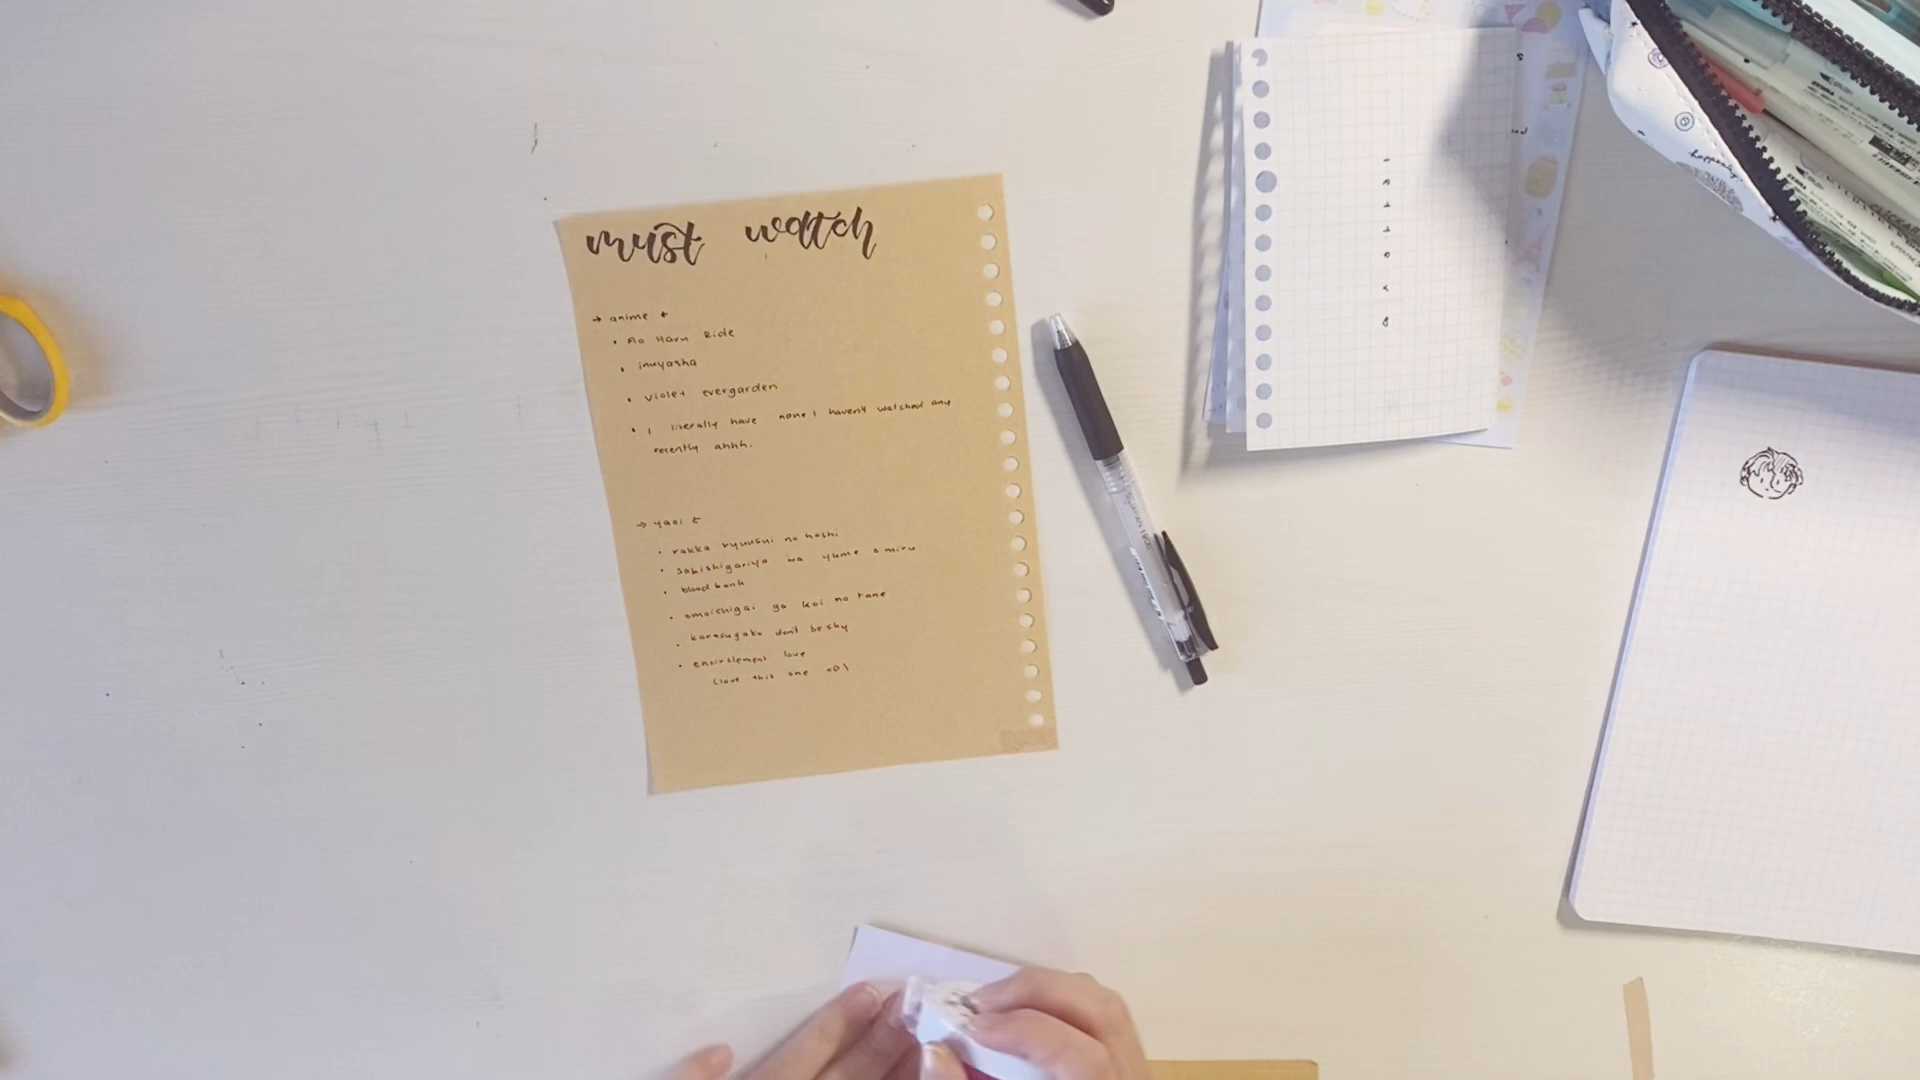 must watch
→ anime ←
• Ao Haru Ride
• inuyasha
• violet evergarden
• I literally have none I haven't watched any
recently ahhh.
→ yaoi ←
• rakka ryuusui no hoshi
• sabishigariya wa yume o miru
• blood bank
• omoichigai ga koi no tane
• karasugaka don't be shy
• encirclement love
(love this one
happening
ZEBRA